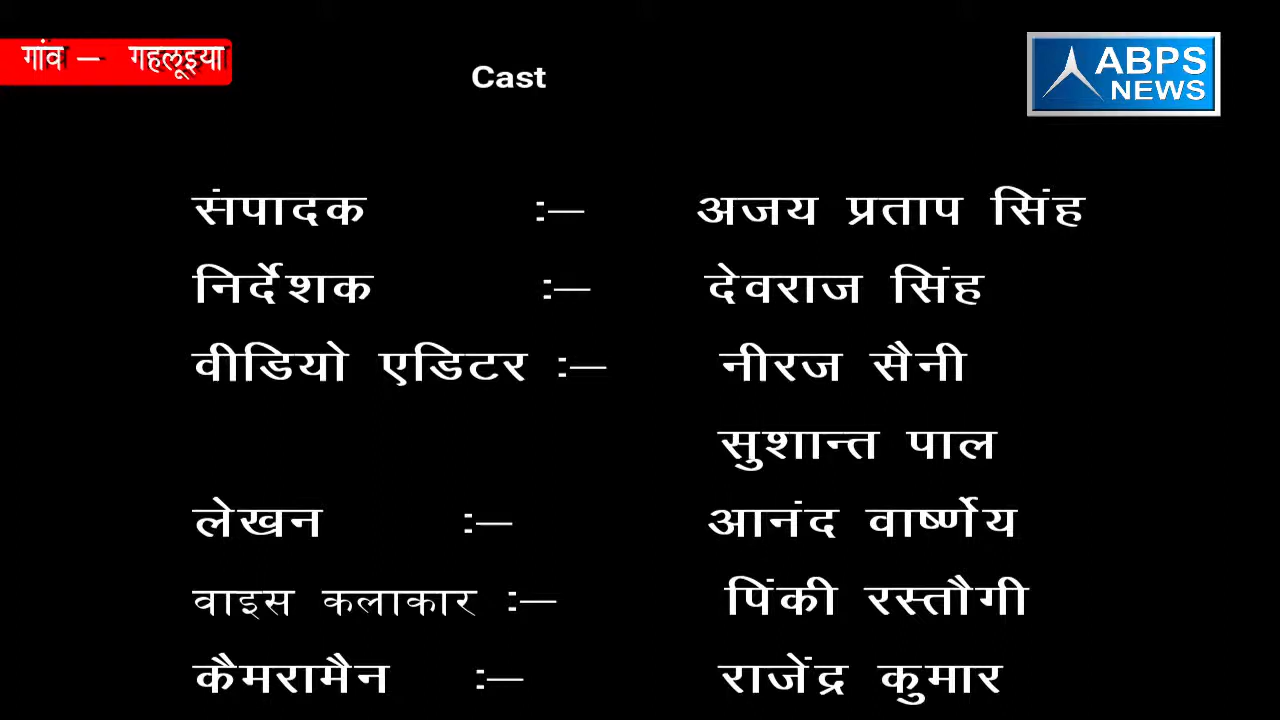 गांव – गहलूइया
Cast
ABPS
NEWS
संपादक :– अजय प्रताप सिंह
निर्देशक :– देवराज सिंह
वीडियो एडिटर :– नीरज सैनी
सुशान्त पाल
लेखन :– आनंद वार्ष्णेय
वाइस कलाकार :– पिंकी रस्तौगी
कैमरामैन :– राजेंद्र कुमार